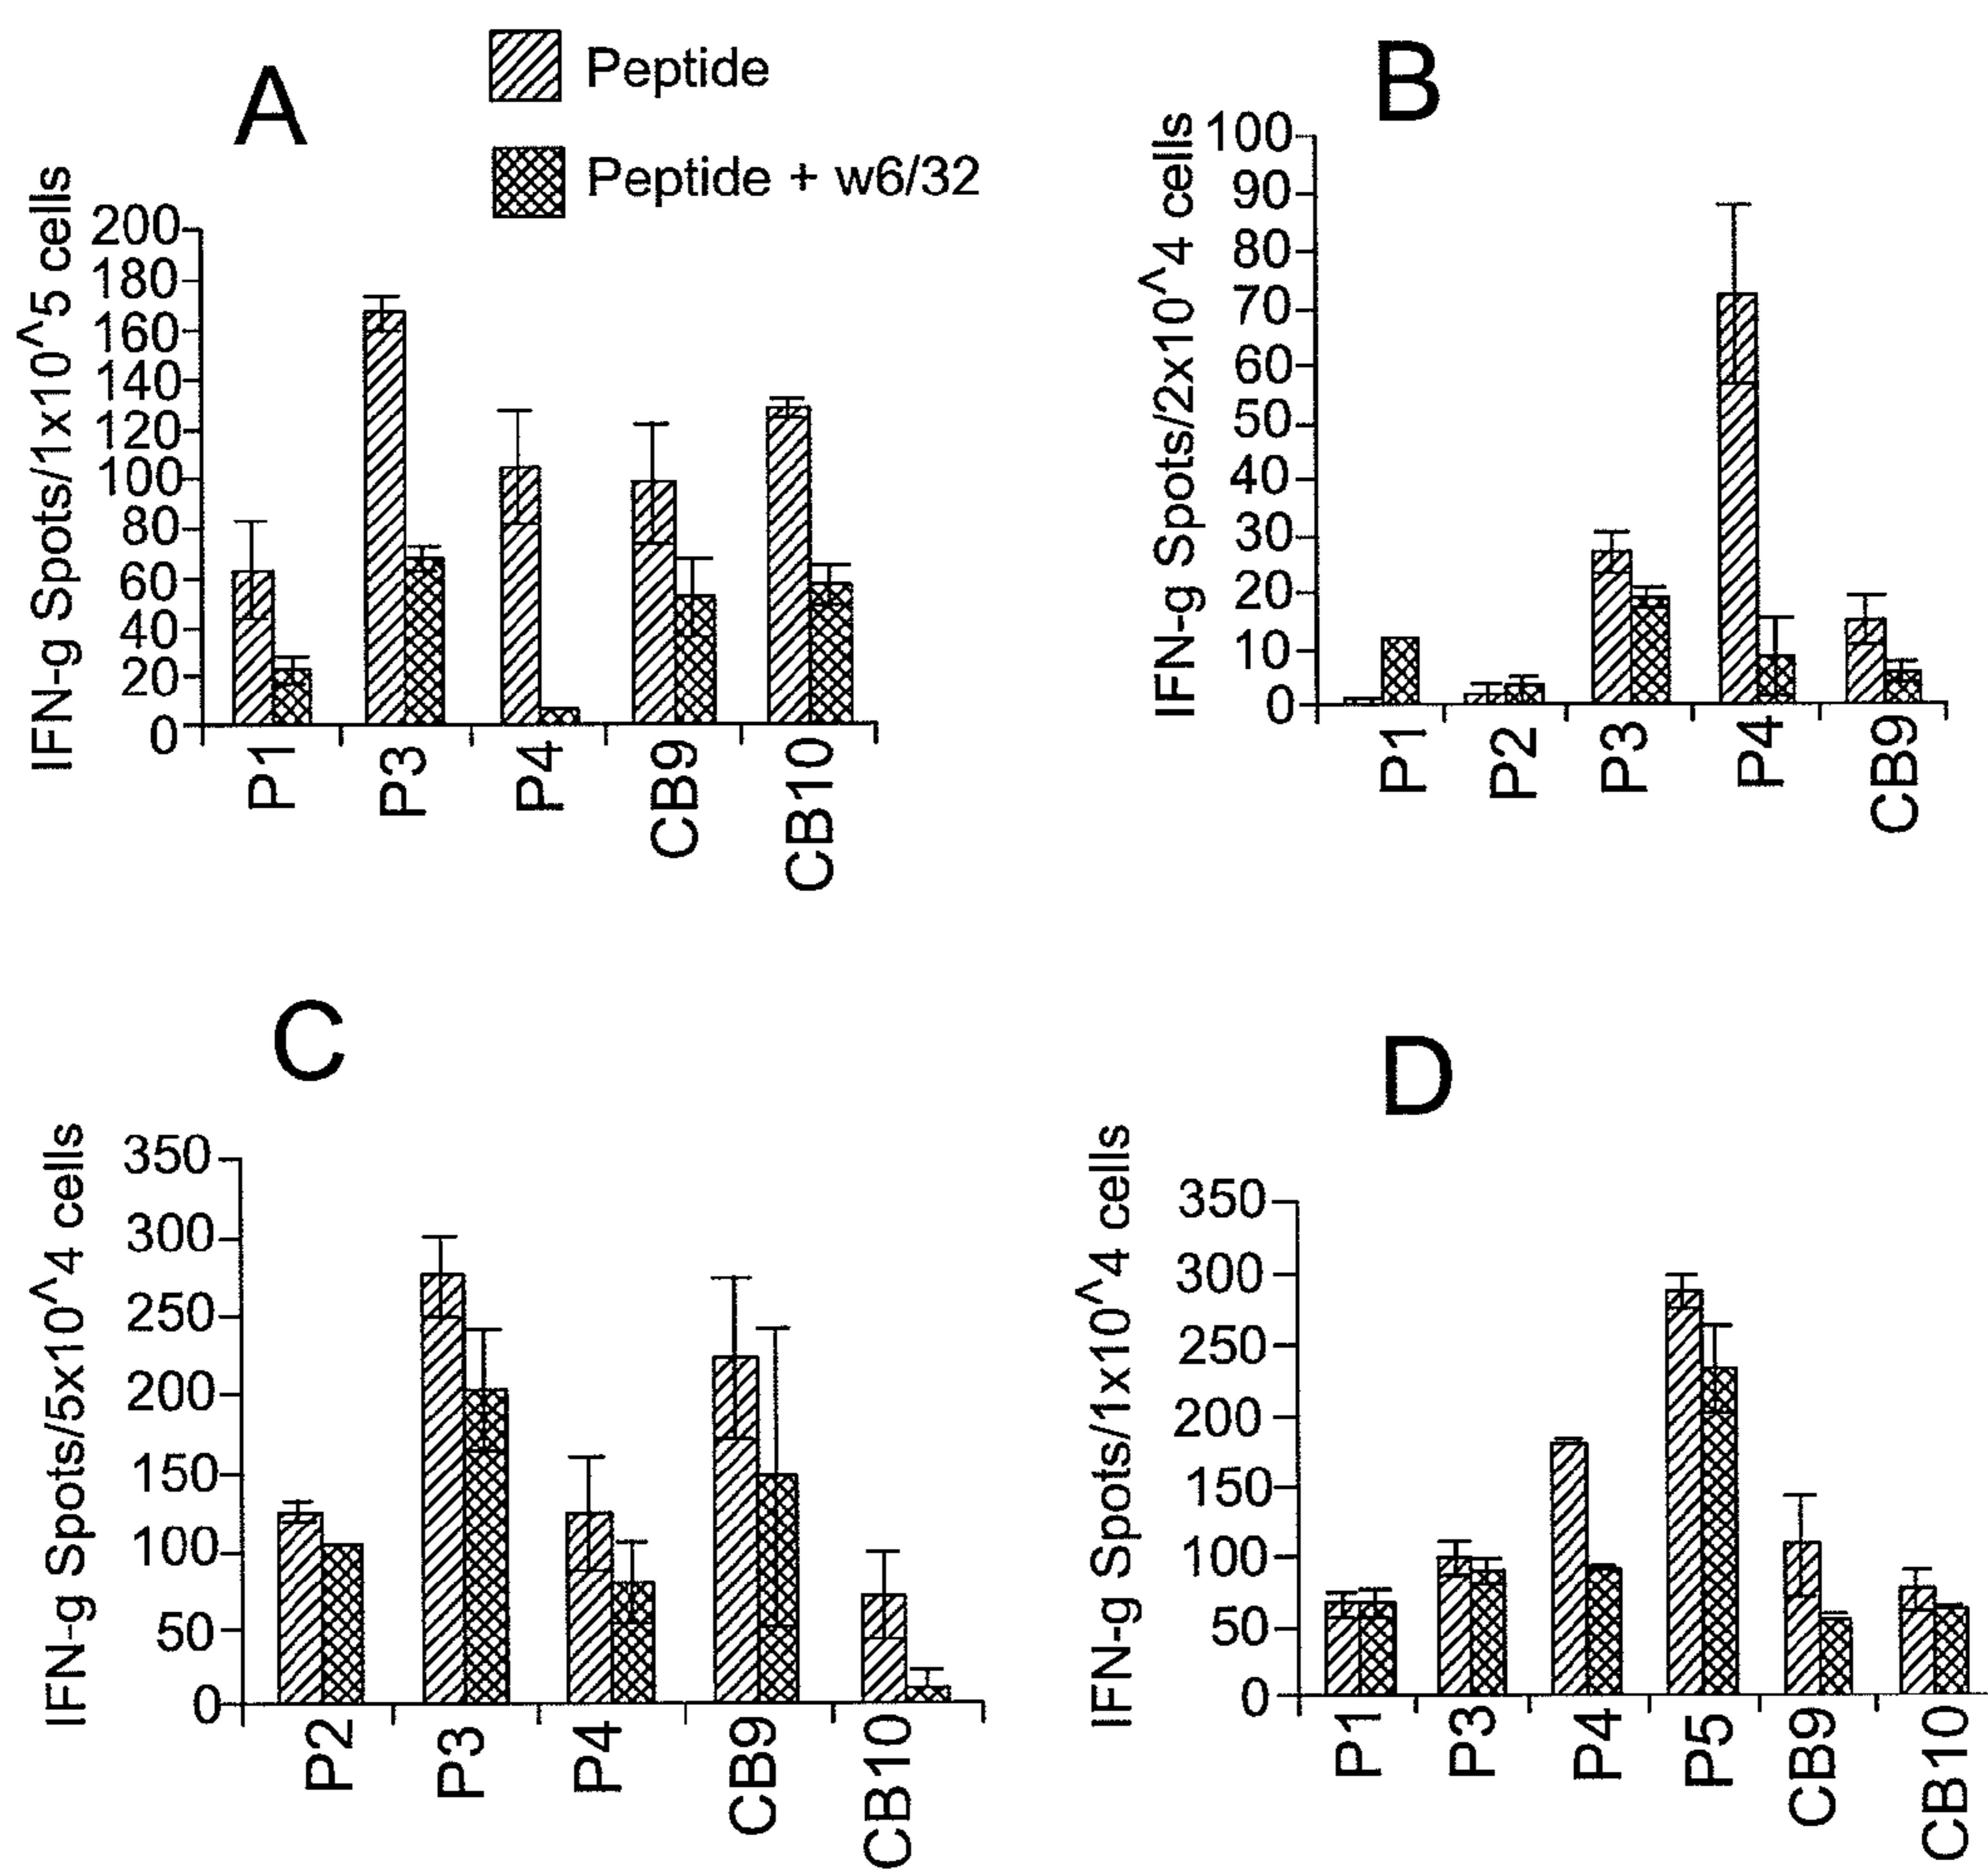 A
Peptide
Peptide + w6/32
IFN-g Spots/1x10^5 cells
200
180
160
140
120
100
80
60
40
20
0
P1
P3
P4
CB9
CB10
B
IFN-g Spots/2x10^4 cells
100
90
80
70
60
50
40
30
20
10
0
P1
P2
P3
P4
CB9
C
IFN-g Spots/5x10^4 cells
350
300
250
200
150
100
50
0
P2
P3
P4
CB9
CB10
D
IFN-g Spots/1x10^4 cells
350
300
250
200
150
100
50
0
P1
P3
P4
P5
CB9
CB10